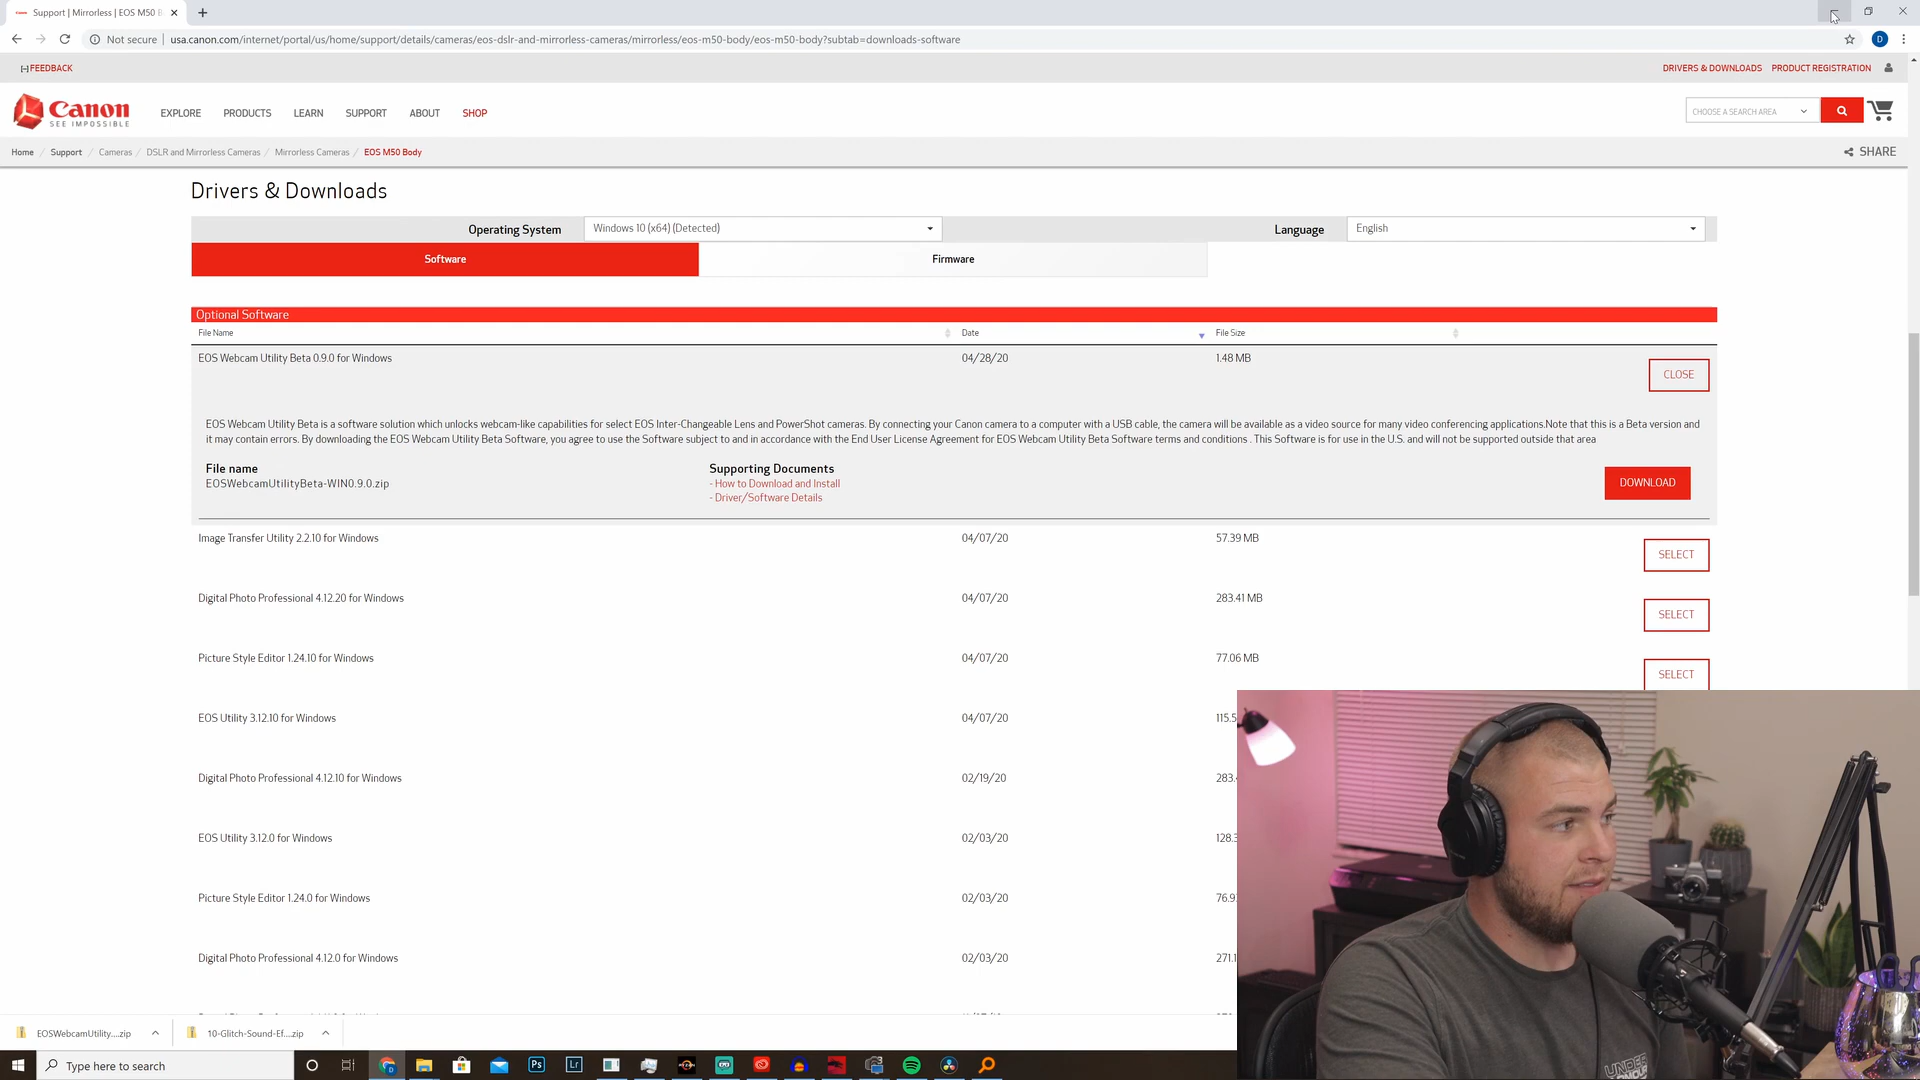 Support | Mirrorless | EOS M50 B
Not secure
usa.canon.com/internet/portal/us/home/support/details/cameras/eos-dslr-and-mirrorless-cameras/mirrorless/eos-m50-body/eos-m50-body?subtab=downloads-software
D
[-]FEEDBACK
DRIVERS & DOWNLOADS PRODUCT REGISTRATION
Canon
SEE IMPOSSIBLE
EXPLORE PRODUCTS LEARN SUPPORT ABOUT SHOP
CHOOSE A SEARCH AREA
Home / Support / Cameras / DSLR and Mirrorless Cameras / Mirrorless Cameras / EOS M50 Body
SHARE
Drivers & Downloads
Operating System Windows 10 (x64) (Detected) Language English
Software Firmware
Optional Software
File Name Date File Size
EOS Webcam Utility Beta 0.9.0 for Windows 04/28/20 1.48 MB
CLOSE
EOS Webcam Utility Beta is a software solution which unlocks webcam-like capabilities for select EOS Inter-Changeable Lens and PowerShot cameras. By connecting your Canon camera to a computer with a USB cable, the camera will be available as a video source for many video conferencing applications.Note that this is a Beta version and
it may contain errors. By downloading the EOS Webcam Utility Beta Software, you agree to use the Software subject to and in accordance with the End User License Agreement for EOS Webcam Utility Beta Software terms and conditions . This Software is for use in the U.S. and will not be supported outside that area
File name Supporting Documents
EOSWebcamUtilityBeta-WIN0.9.0.zip - How to Download and Install
- Driver/Software Details
DOWNLOAD
Image Transfer Utility 2.2.10 for Windows 04/07/20 57.39 MB
SELECT
Digital Photo Professional 4.12.20 for Windows 04/07/20 283.41 MB
SELECT
Picture Style Editor 1.24.10 for Windows 04/07/20 77.06 MB
SELECT
EOS Utility 3.12.10 for Windows 04/07/20 115.5
Digital Photo Professional 4.12.10 for Windows 02/19/20 283.
EOS Utility 3.12.0 for Windows 02/03/20 128.3
Picture Style Editor 1.24.0 for Windows 02/03/20 76.9
Digital Photo Professional 4.12.0 for Windows 02/03/20 271.1
EOSWebcamUtility....zip 10-Glitch-Sound-Ef....zip
Type here to search
Ps
Lr
UNDER